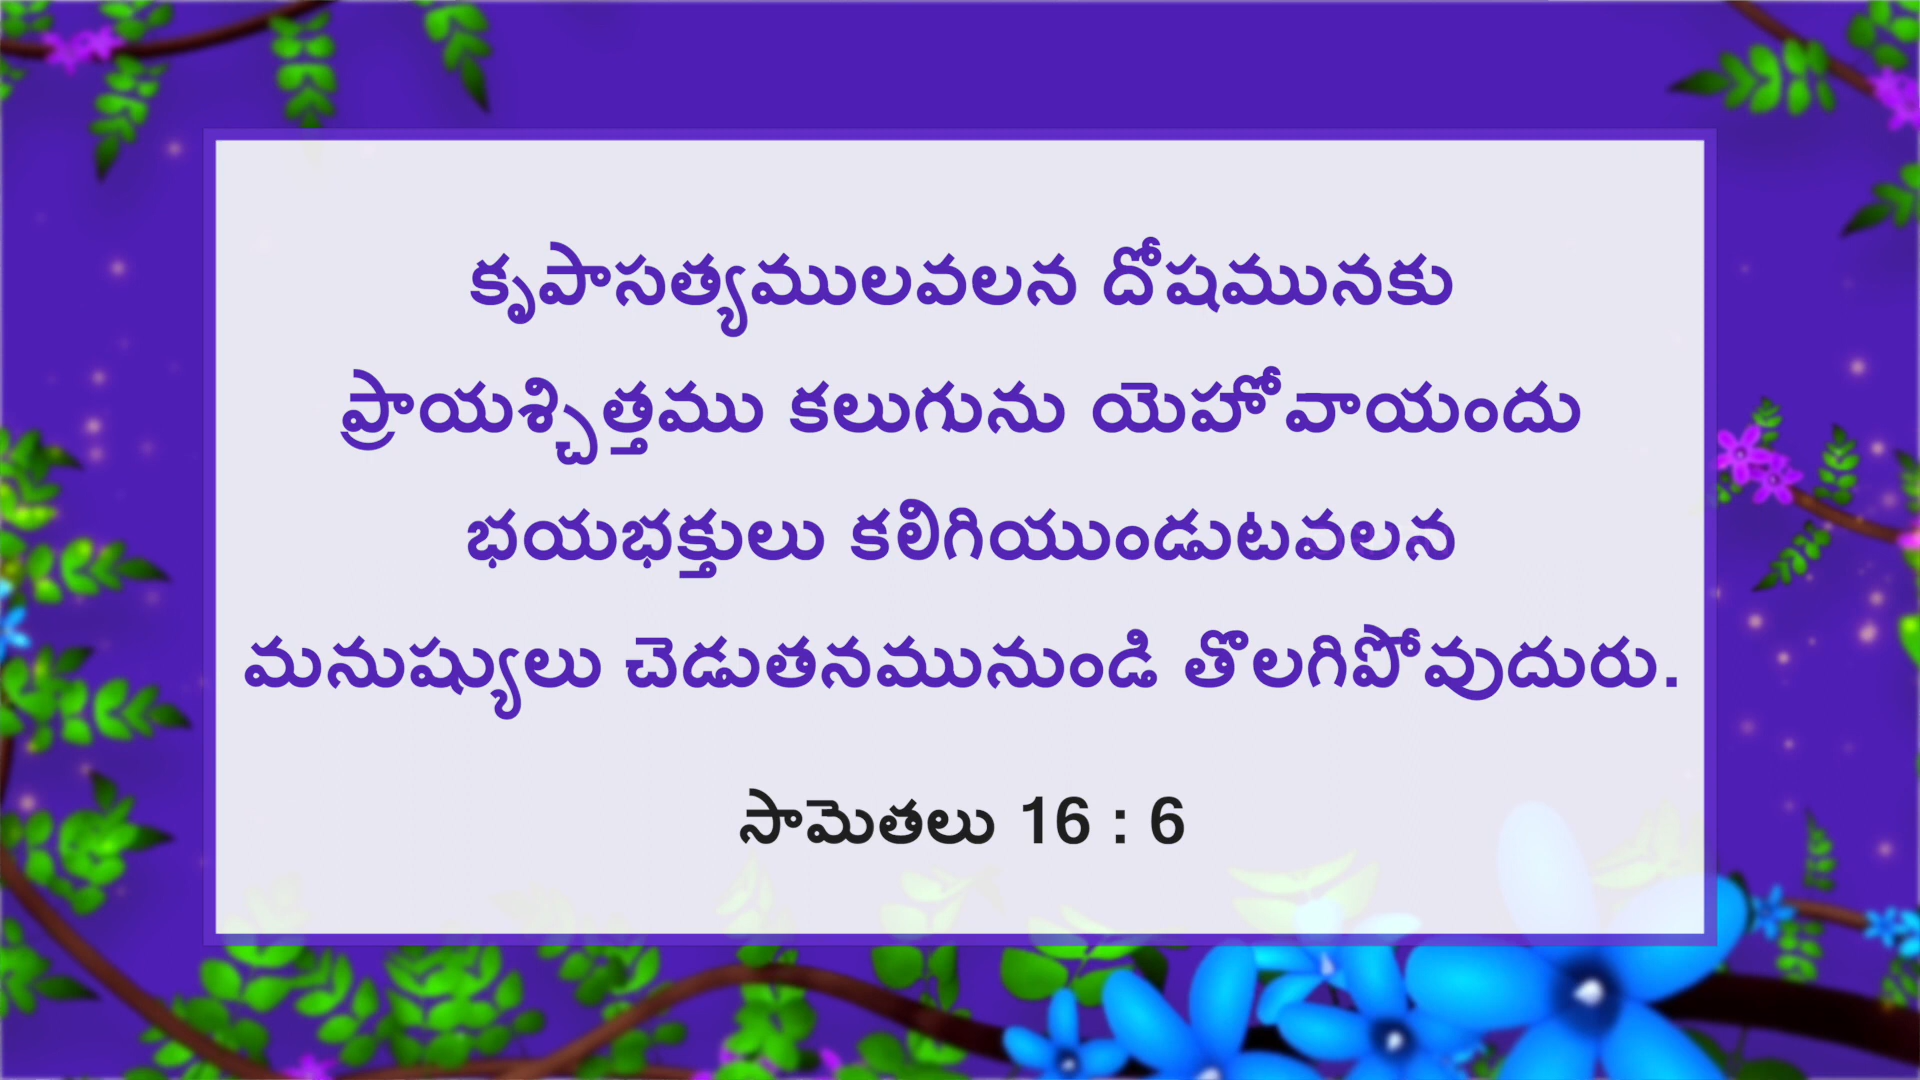 కృపాసత్యములవలన దోషమునకు
ప్రాయశ్చిత్తము కలుగును యెహోవాయందు
భయభక్తులు కలిగియుండుటవలన
మనుష్యులు చెడుతనమునుండి తొలగిపోవుదురు.
సామెతలు 16 : 6